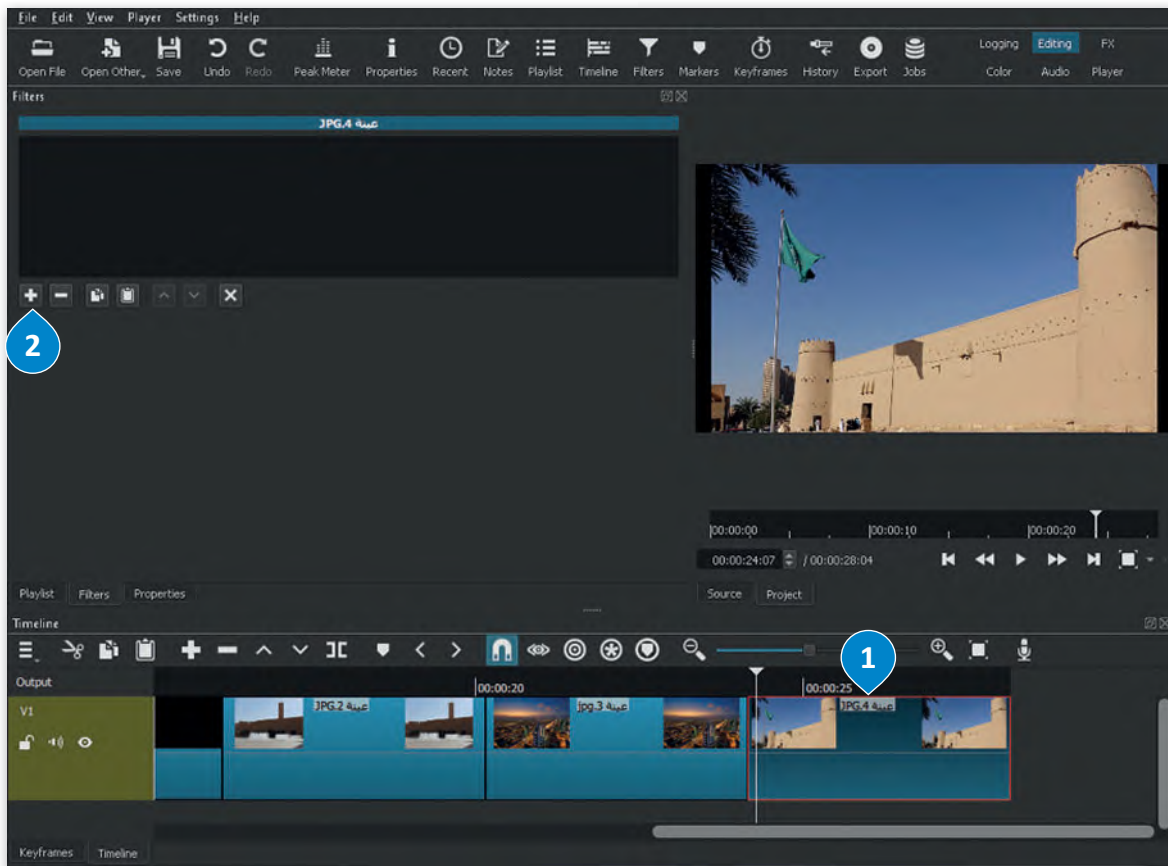 File Edit View Player Settings Help
Open File Open Other Save Undo Redo Peak Meter Properties Recent Notes Playlist Timeline Filters Markers Keyframes History Export Jobs
Logging Editing FX
Color Audio Player
Filters
عينة 4.JPG
2
00:00:00 00:00:10 00:00:20
00:00:24:07 / 00:00:28:04
Playlist Filters Properties
Source Project
Timeline
1
Output
00:00:20 00:00:25
V1
عينة 2.JPG
عينة 3.jpg
عينة 4.JPG
Keyframes Timeline